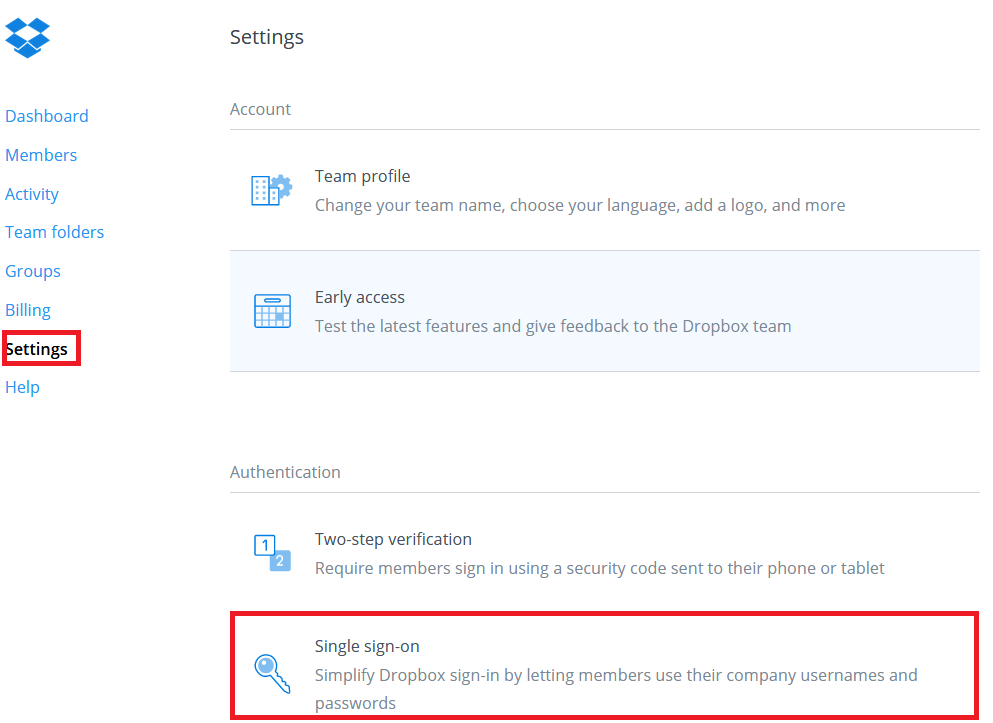 Settings
Dashboard
Members
Activity
Team folders
Groups
Billing
Settings
Help
Account
Team profile
Change your team name, choose your language, add a logo, and more
Early access
Test the latest features and give feedback to the Dropbox team
Authentication
1
2
Two-step verification
Require members sign in using a security code sent to their phone or tablet
Single sign-on
Simplify Dropbox sign-in by letting members use their company usernames and
passwords